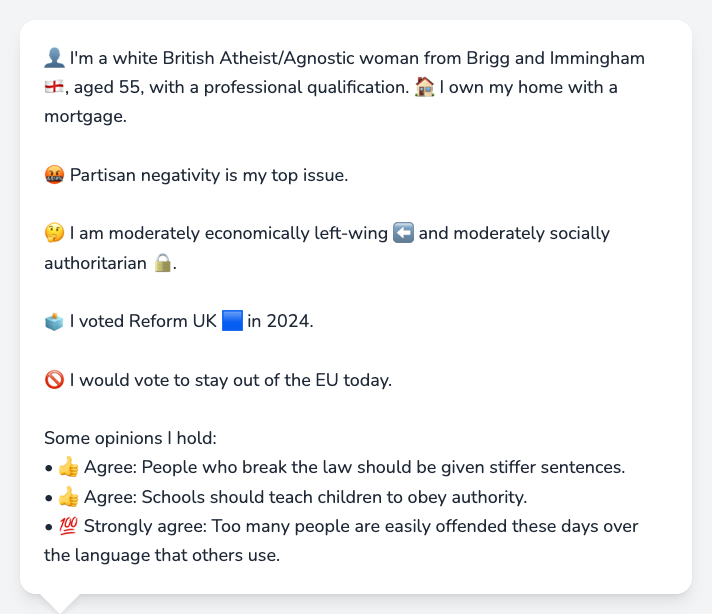 👤 I'm a white British Atheist/Agnostic woman from Brigg and Immingham
🏴󠁧󠁢󠁥󠁮󠁧󠁿, aged 55, with a professional qualification. 🏠 I own my home with a
mortgage.
🤬 Partisan negativity is my top issue.
🤔 I am moderately economically left-wing ⬅️ and moderately socially
authoritarian 🔒.
🗳️ I voted Reform UK 🟦 in 2024.
🚫 I would vote to stay out of the EU today.
Some opinions I hold:
• 👍 Agree: People who break the law should be given stiffer sentences.
• 👍 Agree: Schools should teach children to obey authority.
• 💯 Strongly agree: Too many people are easily offended these days over
the language that others use.